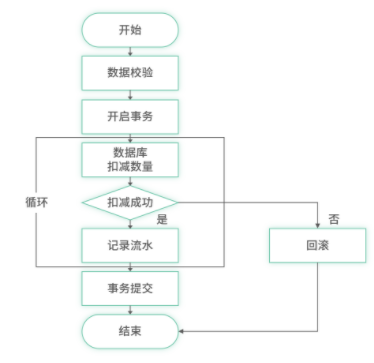 开始
数据校验
开启事务
数据库
扣减数量
循环
扣减成功
是
否
记录流水
回滚
事务提交
结束